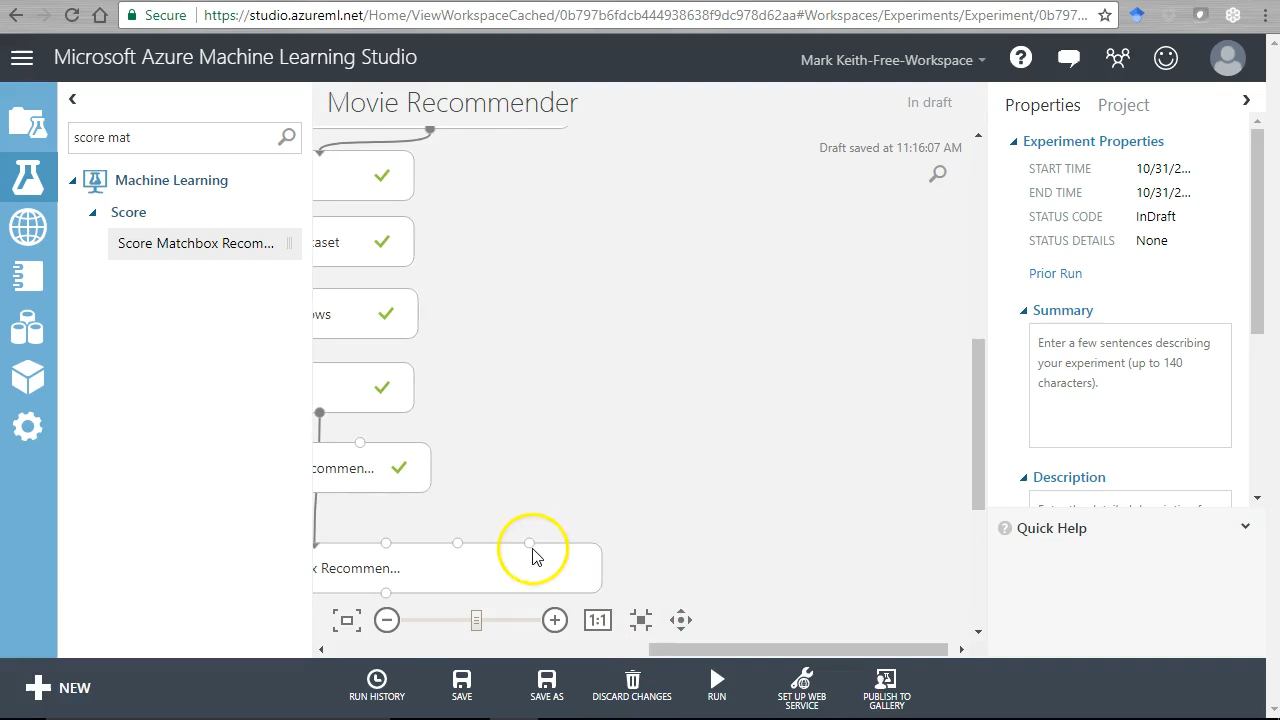 Secure
https://studio.azureml.net/Home/ViewWorkspaceCached/0b797b6fdcb444938638f9dc978d62aa#Workspaces/Experiments/Experiment/0b797...
Microsoft Azure Machine Learning Studio
Mark Keith-Free-Workspace
score mat
Machine Learning
Score
Score Matchbox Recom...
Movie Recommender
In draft
Draft saved at 11:16:07 AM
taset
ows
commen...
x Recommen...
1:1
Properties
Project
Experiment Properties
START TIME 10/31/2...
END TIME 10/31/2...
STATUS CODE InDraft
STATUS DETAILS None
Prior Run
Summary
Enter a few sentences describing
your experiment (up to 140
characters).
Description
Quick Help
NEW
RUN HISTORY
SAVE
SAVE AS
DISCARD CHANGES
RUN
SET UP WEB
SERVICE
PUBLISH TO
GALLERY